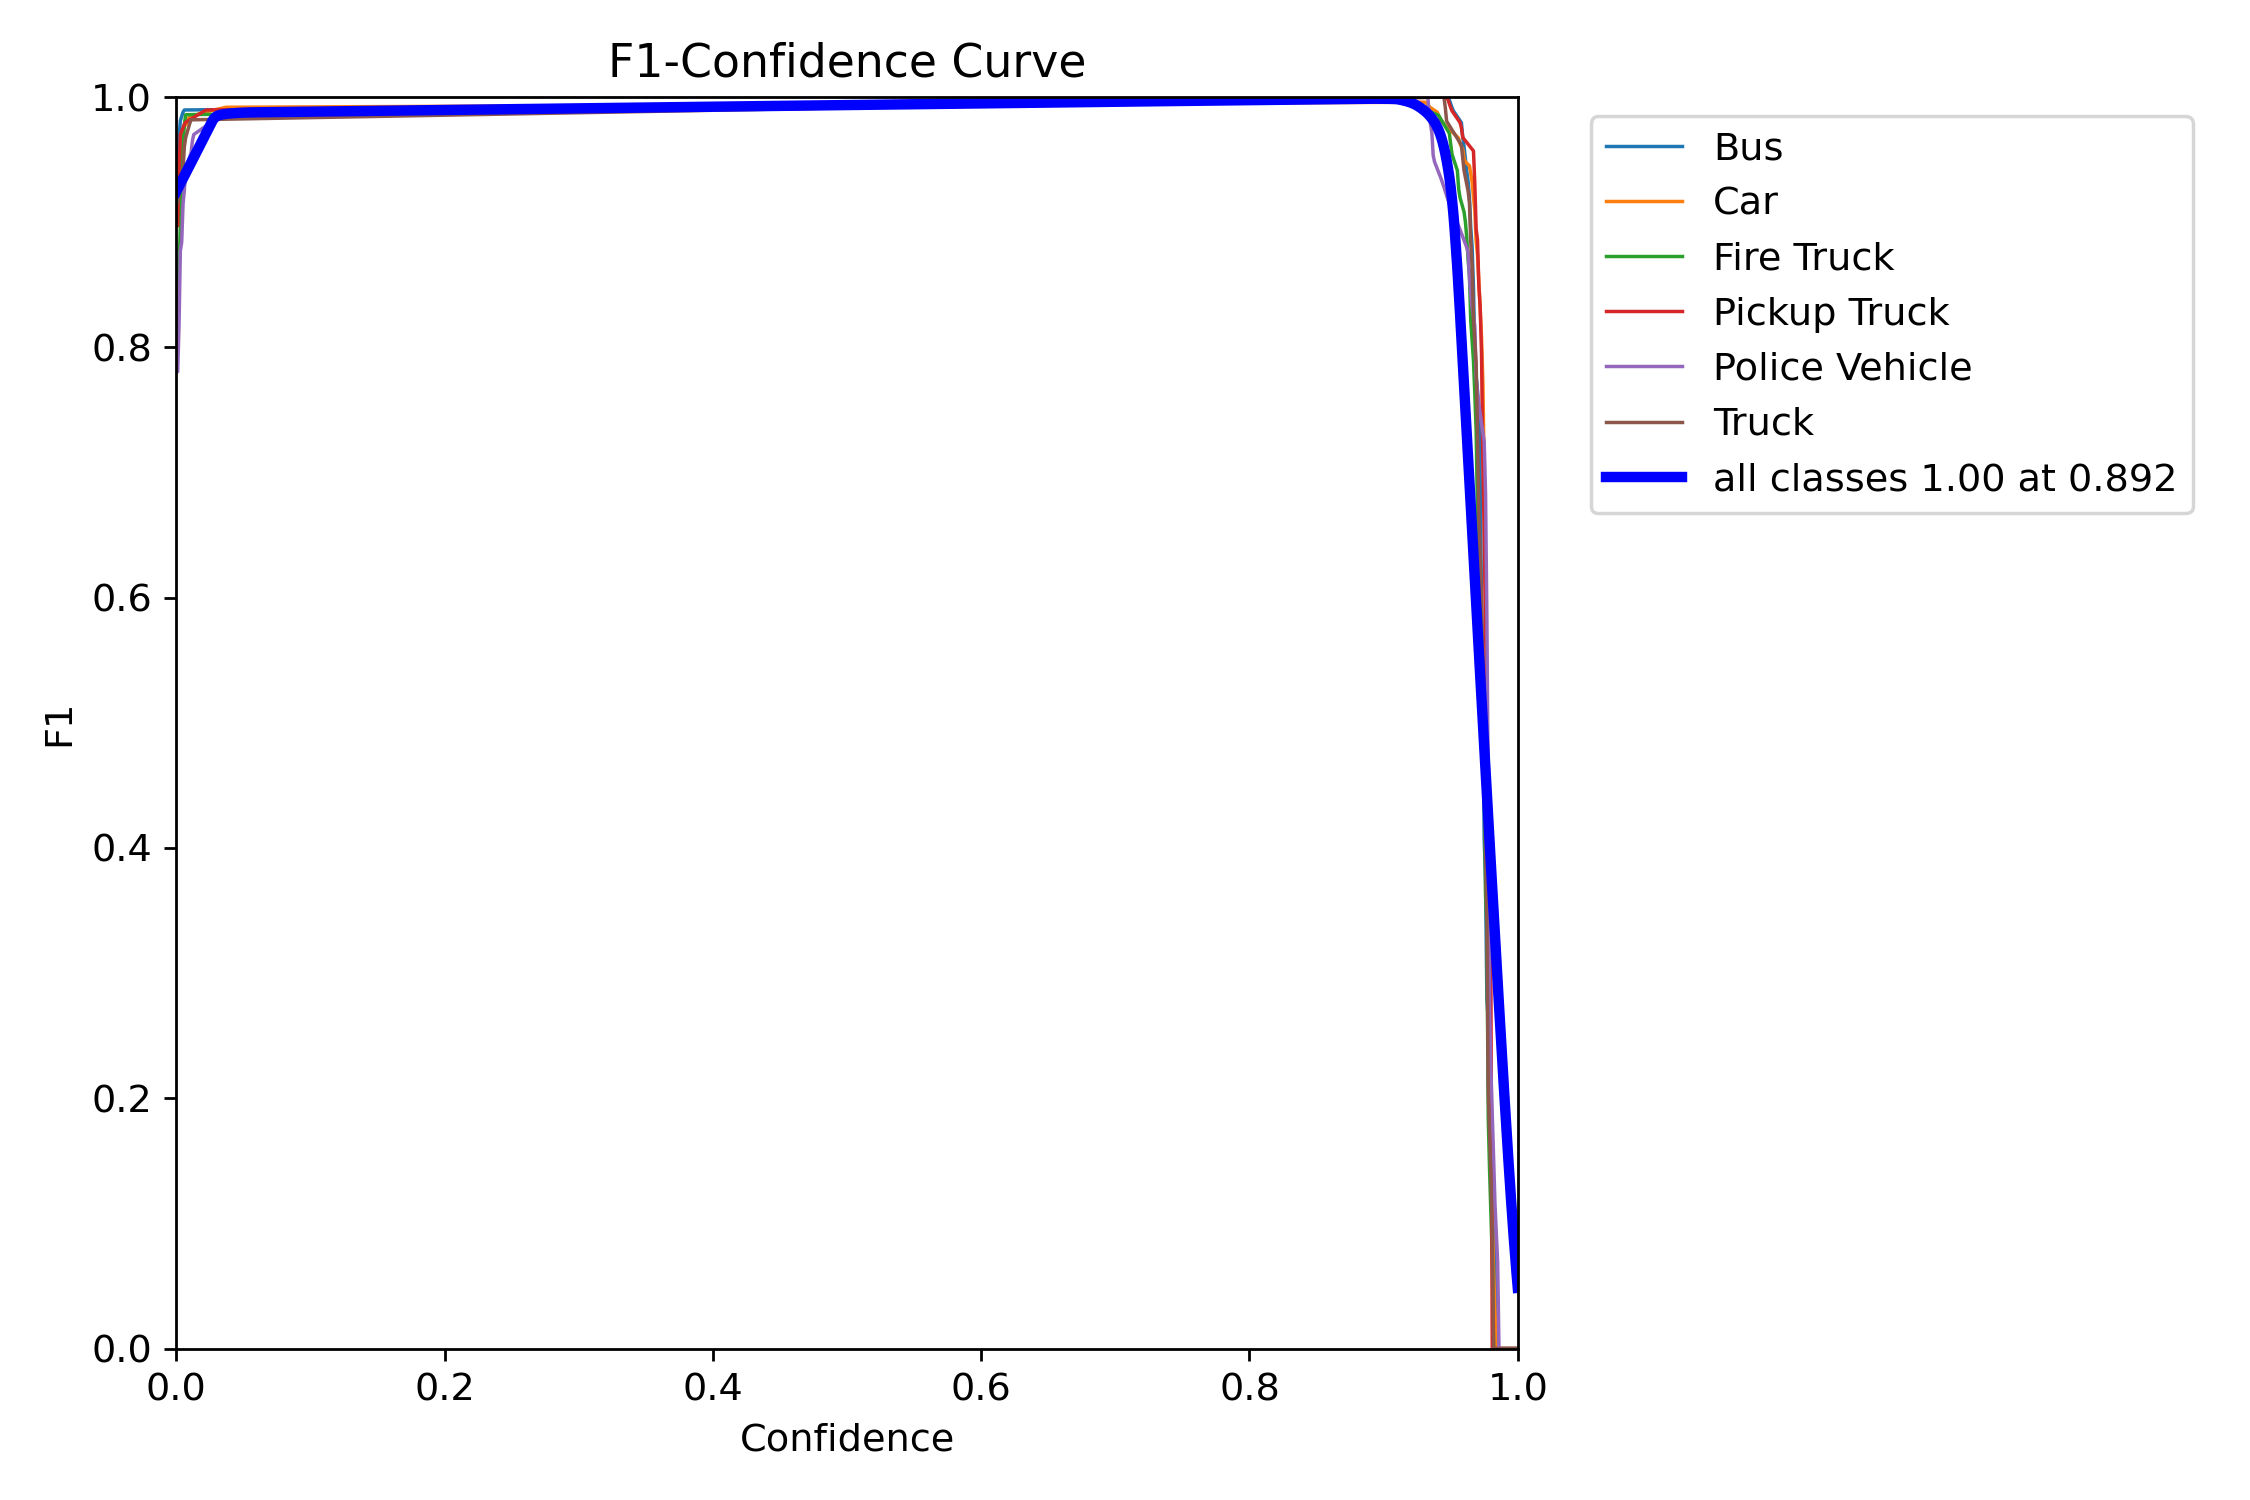 F1-Confidence Curve
1.0
0.8
0.6
0.4
0.2
0.0
F1
0.0 0.2 0.4 0.6 0.8 1.0
Confidence
Bus
Car
Fire Truck
Pickup Truck
Police Vehicle
Truck
all classes 1.00 at 0.892